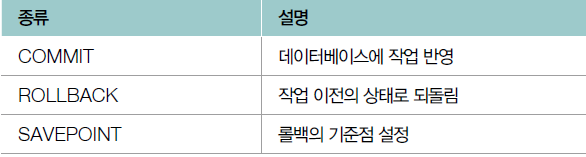 종류 설명
COMMIT 데이터베이스에 작업 반영
ROLLBACK 작업 이전의 상태로 되돌림
SAVEPOINT 롤백의 기준점 설정